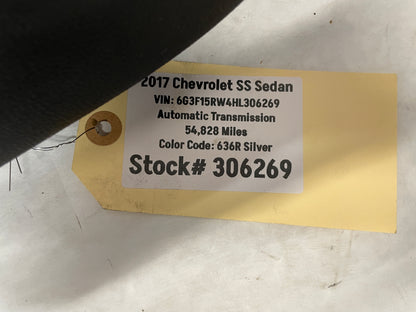 2017 Chevrolet SS Sedan
VIN: 6G3F15RW4HL306269
Automatic Transmission
54,828 Miles
Color Code: 636R Silver
Stock# 306269